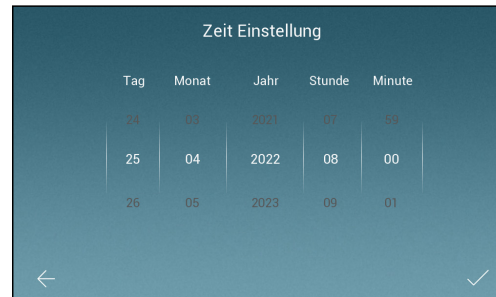 Zeit Einstellung
Tag Monat Jahr Stunde Minute
24 03 2021 07 59
25 04 2022 08 00
26 05 2023 09 01